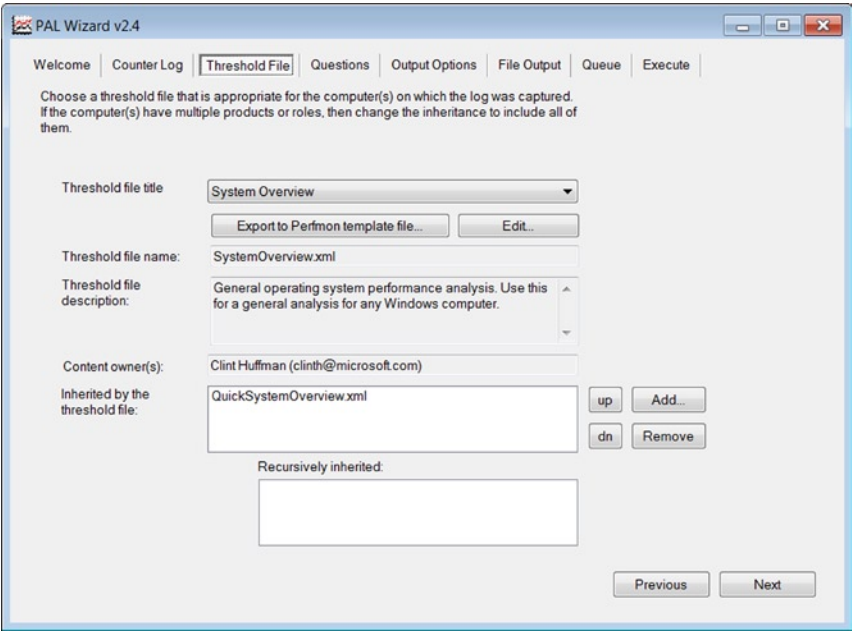 PAL Wizard v2.4
Welcome Counter Log Threshold File Questions Output Options File Output Queue Execute
Choose a threshold file that is appropriate for the computer(s) on which the log was captured.
If the computer(s) have multiple products or roles, then change the inheritance to include all of
them.
Threshold file title System Overview
Export to Perfmon template file... Edit...
Threshold file name: SystemOverview.xml
Threshold file
description:
General operating system performance analysis. Use this
for a general analysis for any Windows computer.
Content owner(s): Clint Huffman (clinth@microsoft.com)
Inherited by the
threshold file:
QuickSystemOverview.xml
up Add...
dn Remove
Recursively inherited:
Previous Next